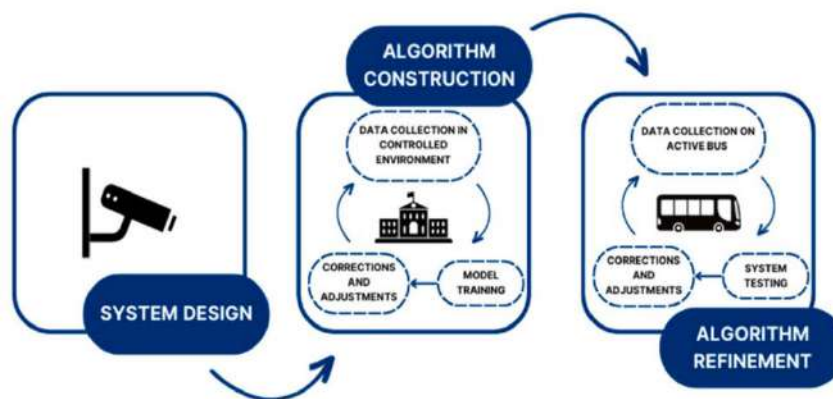 SYSTEM DESIGN
ALGORITHM
CONSTRUCTION
DATA COLLECTION IN
CONTROLLED
ENVIRONMENT
MODEL
TRAINING
CORRECTIONS
AND
ADJUSTMENTS
DATA COLLECTION ON
ACTIVE BUS
SYSTEM
TESTING
CORRECTIONS
AND
ADJUSTMENTS
ALGORITHM
REFINEMENT